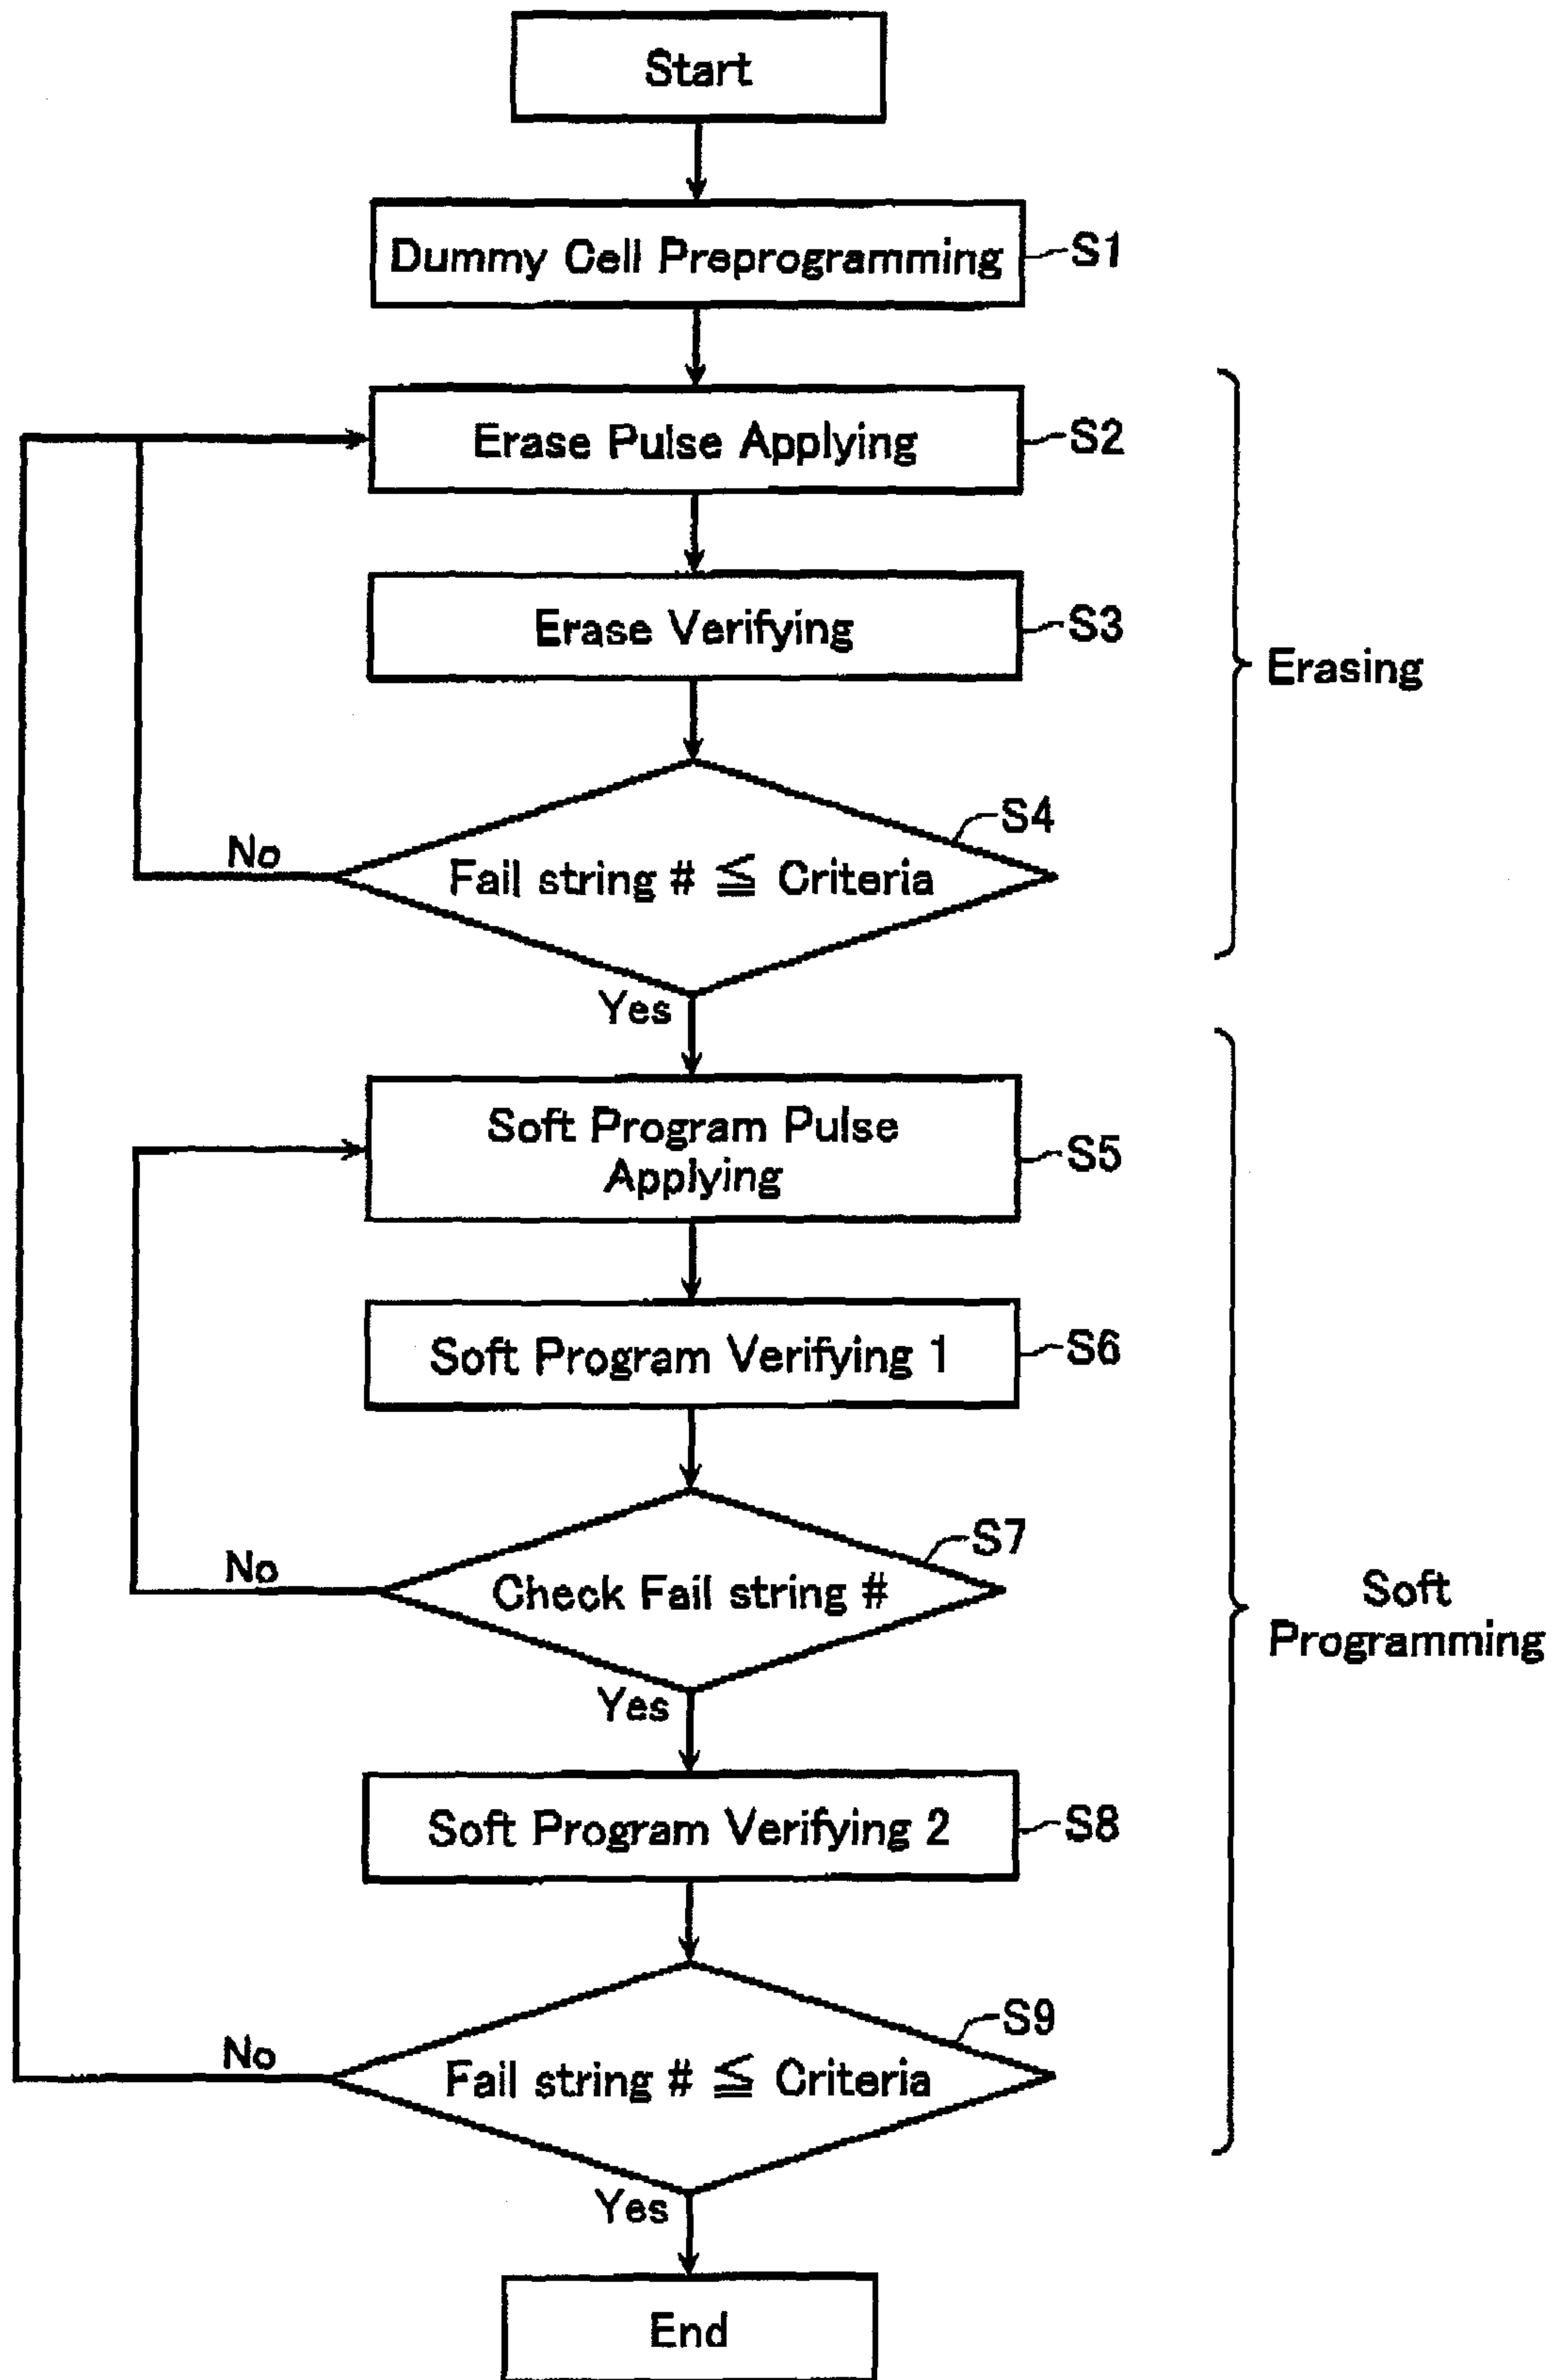 Start
Dummy Cell Preprogramming
S1
Erase Pulse Applying
S2
Erase Verifying
S3
Erasing
S4
Fail string # ≦ Criteria
No
Yes
Soft Program Pulse
Applying
S5
Soft Program Verifying 1
S6
S7
Check Fail string #
No
Yes
Soft
Programming
Soft Program Verifying 2
S8
S9
Fail string # ≦ Criteria
No
Yes
End